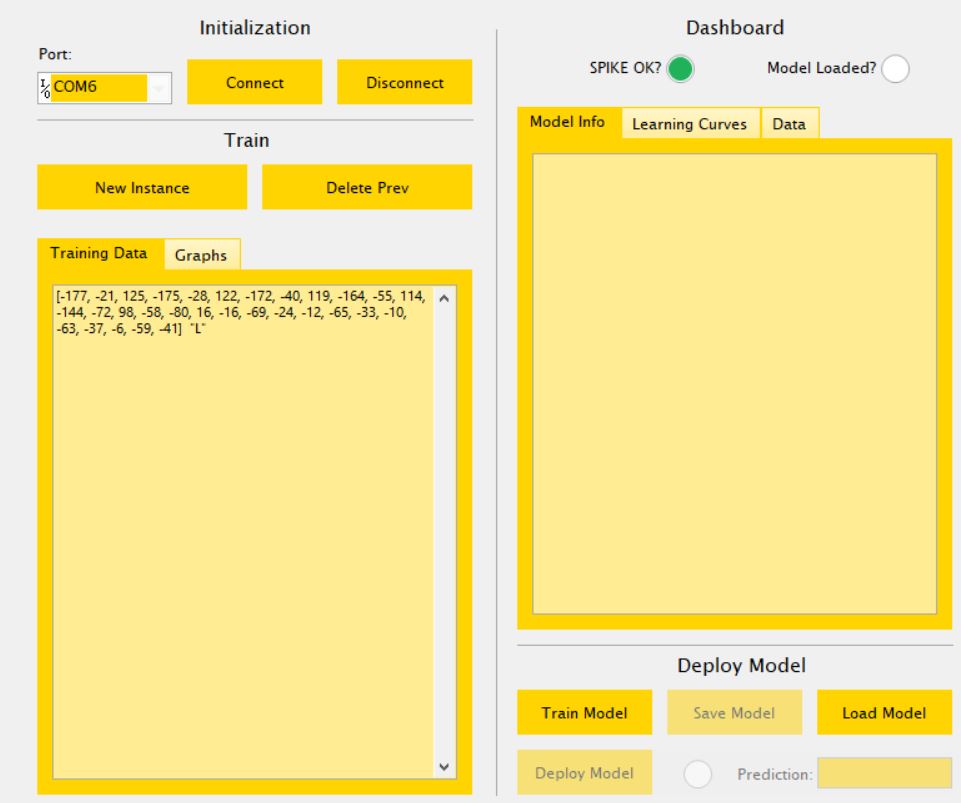 Initialization
Port:
I/O COM6
Connect
Disconnect
Train
New Instance
Delete Prev
Training Data
Graphs
[-177, -21, 125, -175, -28, 122, -172, -40, 119, -164, -55, 114,
-144, -72, 98, -58, -80, 16, -16, -69, -24, -12, -65, -33, -10,
-63, -37, -6, -59, -41]  "L"
Dashboard
SPIKE OK?
Model Loaded?
Model Info
Learning Curves
Data
Deploy Model
Train Model
Save Model
Load Model
Deploy Model
Prediction: